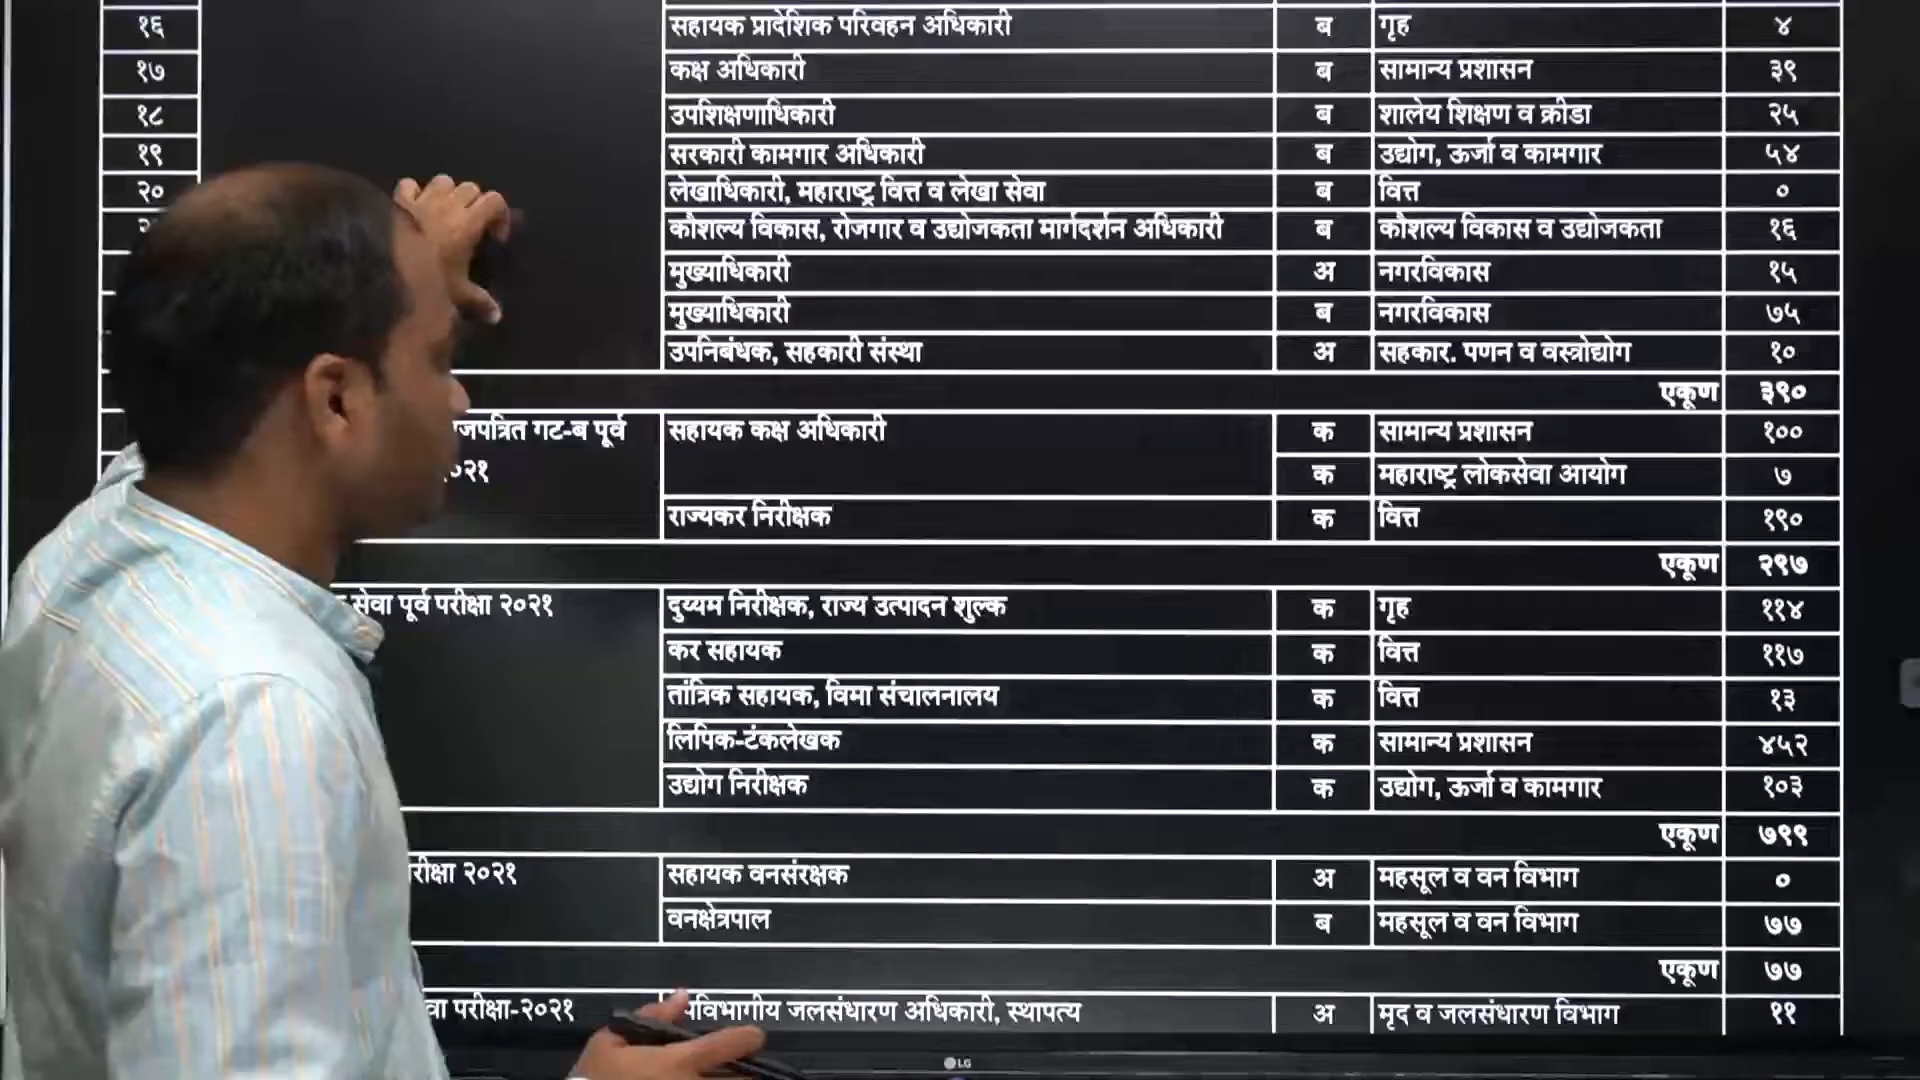 १६ सहायक प्रादेशिक परिवहन अधिकारी ब गृह ४
१७ कक्ष अधिकारी ब सामान्य प्रशासन ३९
१८ उपशिक्षणाधिकारी ब शालेय शिक्षण व क्रीडा २५
१९ सरकारी कामगार अधिकारी ब उद्योग, ऊर्जा व कामगार ५४
२० लेखाधिकारी, महाराष्ट्र वित्त व लेखा सेवा ब वित्त ०
कौशल्य विकास, रोजगार व उद्योजकता मार्गदर्शन अधिकारी ब कौशल्य विकास व उद्योजकता १६
मुख्याधिकारी अ नगरविकास १५
मुख्याधिकारी ब नगरविकास ७५
उपनिबंधक, सहकारी संस्था अ सहकार. पणन व वस्त्रोद्योग १०
एकूण ३९०
गट-ब पूर्व सहायक कक्ष अधिकारी क सामान्य प्रशासन १००
क महाराष्ट्र लोकसेवा आयोग ७
राज्यकर निरीक्षक क वित्त १९०
एकूण २९७
सेवा पूर्व परीक्षा २०२१ दुय्यम निरीक्षक, राज्य उत्पादन शुल्क क गृह ११४
कर सहायक क वित्त ११७
तांत्रिक सहायक, विमा संचालनालय क वित्त १३
लिपिक-टंकलेखक क सामान्य प्रशासन ४५२
उद्योग निरीक्षक क उद्योग, ऊर्जा व कामगार १०३
एकूण ७९९
२०२१ सहायक वनसंरक्षक अ महसूल व वन विभाग ०
वनक्षेत्रपाल ब महसूल व वन विभाग ७७
एकूण ७७
परीक्षा-२०२१ जलसंधारण अधिकारी, स्थापत्य अ मृद व जलसंधारण विभाग ११
LG